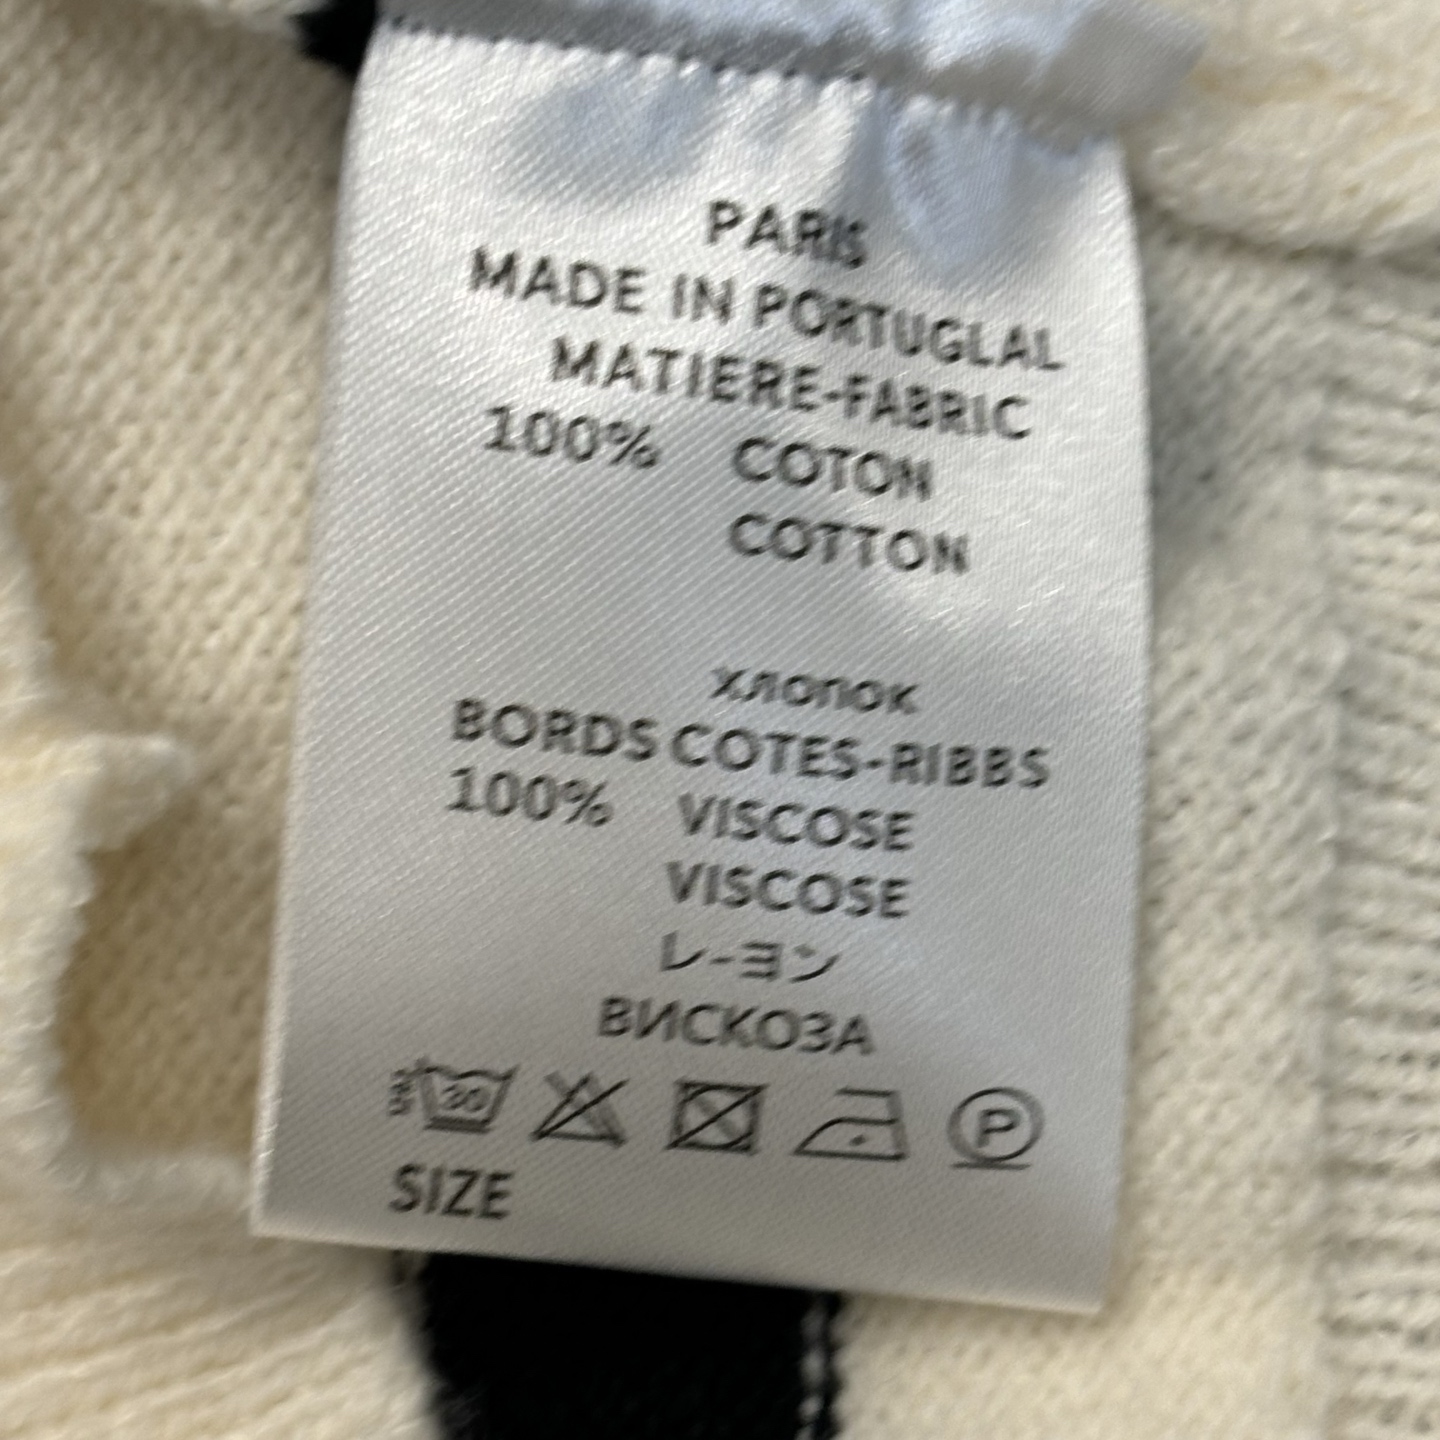 PARIS
MADE IN PORTUGLAL
MATIERE-FABRIC
100% COTON
COTTON
хлопок
BORDS COTES-RIBBS
100% VISCOSE
VISCOSE
レ-ヨン
ВИСКОЗА
30 P
SIZE